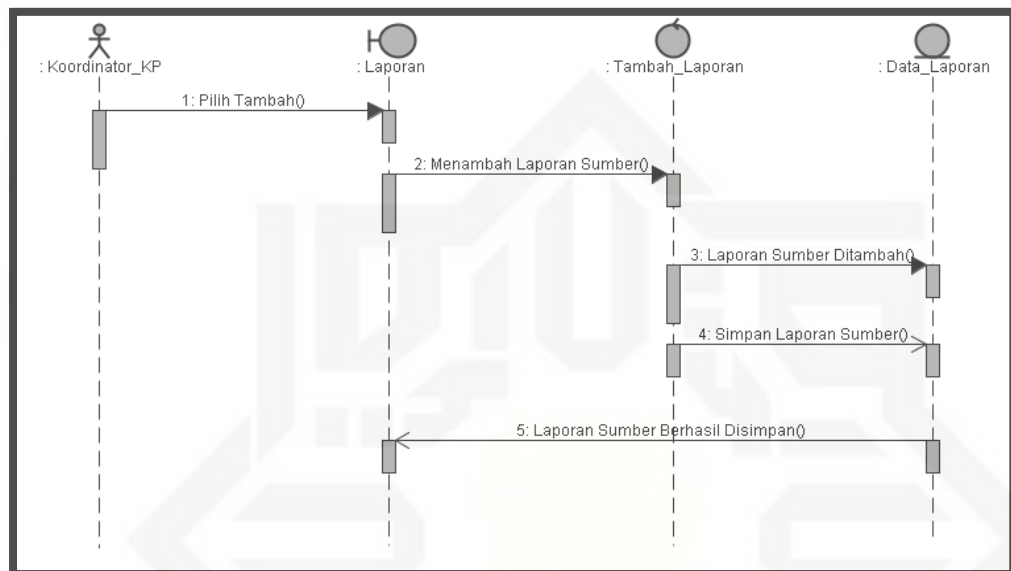 : Koordinator_KP
: Laporan
: Tambah_Laporan
: Data_Laporan
1: Pilih Tambah()
2: Menambah Laporan Sumber()
3: Laporan Sumber Ditambah()
4: Simpan Laporan Sumber()
5: Laporan Sumber Berhasil Disimpan()